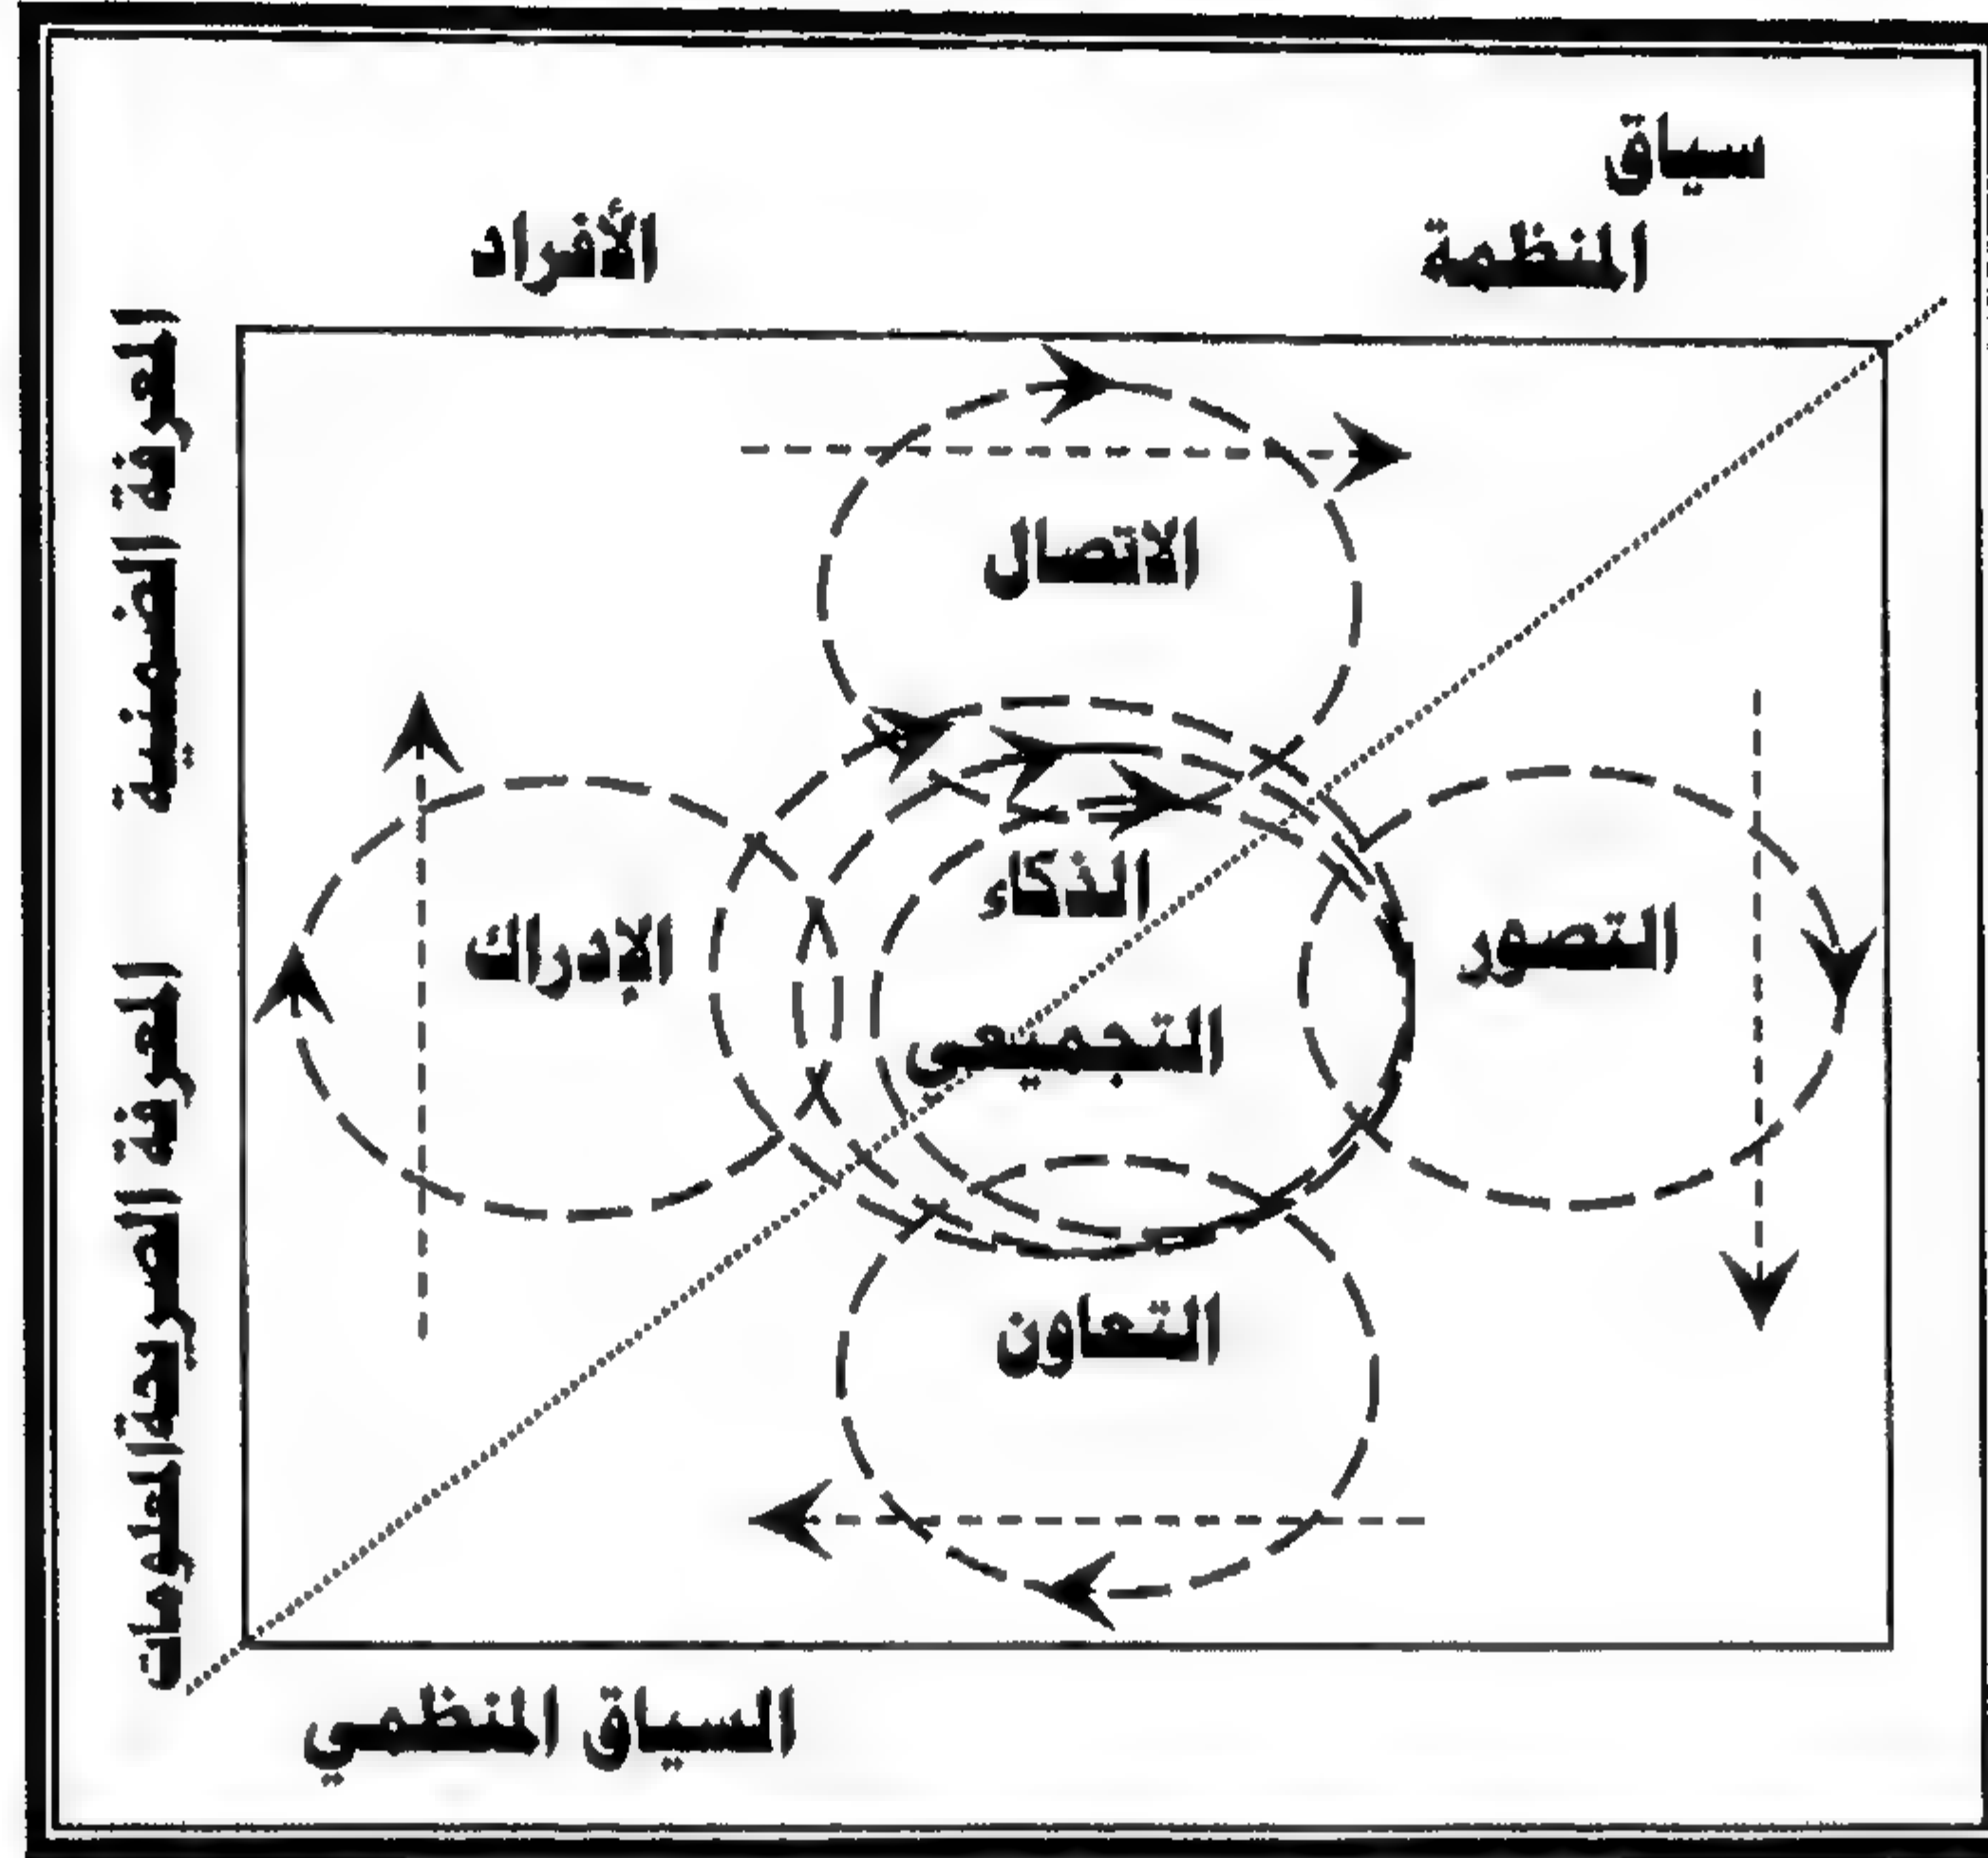 سياق
المنظمة
الأفراد
الاتصال
التصور
الذكاء
التجميعي
الإدراك
التعاون
المعرفة الضمنية
المعرفة الصريحة المعلومات
السياق المنظمي